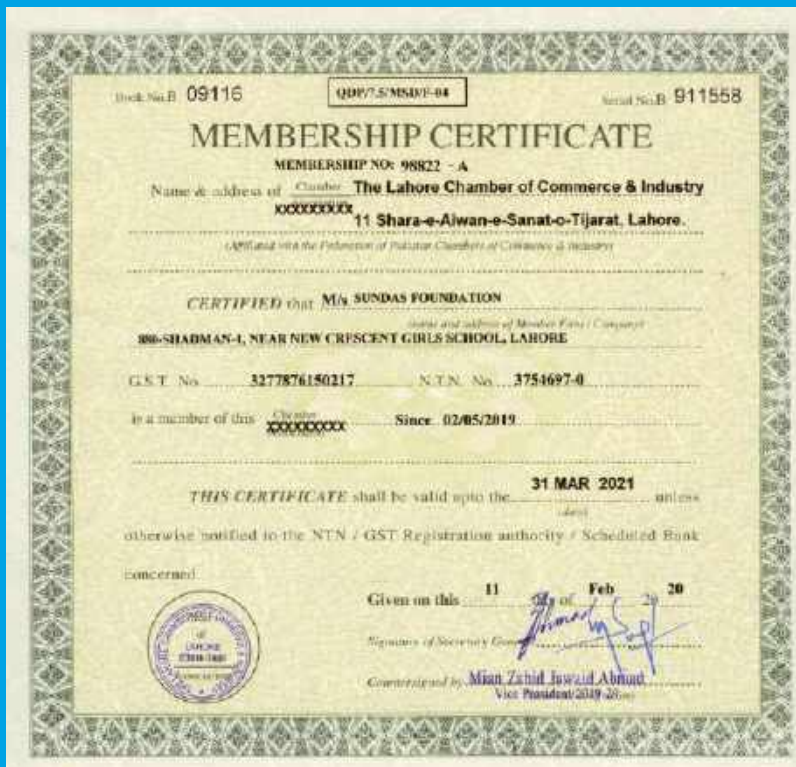 Book No.B 09116
QDP/7.5/MSD/F-04
Serial No.B 911558
MEMBERSHIP CERTIFICATE
MEMBERSHIP NO: 98822 - A
Name & address of Chamber The Lahore Chamber of Commerce & Industry
XXXXXXXXX 11 Shara-e-Aiwan-e-Sanat-o-Tijarat, Lahore.
(Affiliated with the Federation of Pakistan Chambers of Commerce & Industry)
CERTIFIED that M/s SUNDAS FOUNDATION
(name and address of Member Firm / Company)
880-SHADMAN-I, NEAR NEW CRESCENT GIRLS SCHOOL, LAHORE
G.S.T. No. 3277876150217 N.T.N. No. 3754697-0
is a member of this Chamber Since 02/05/2019
XXXXXXXXX
31 MAR 2021
THIS CERTIFICATE shall be valid upto the unless
(date)
otherwise notified to the NTN / GST Registration authority / Scheduled Bank
concerned
Given on this 11 day of Feb 20 20
Signature of Secretary General
Countersigned by Mian Zahid Jawaid Ahmad
Vice President 2019-20
LAHORE